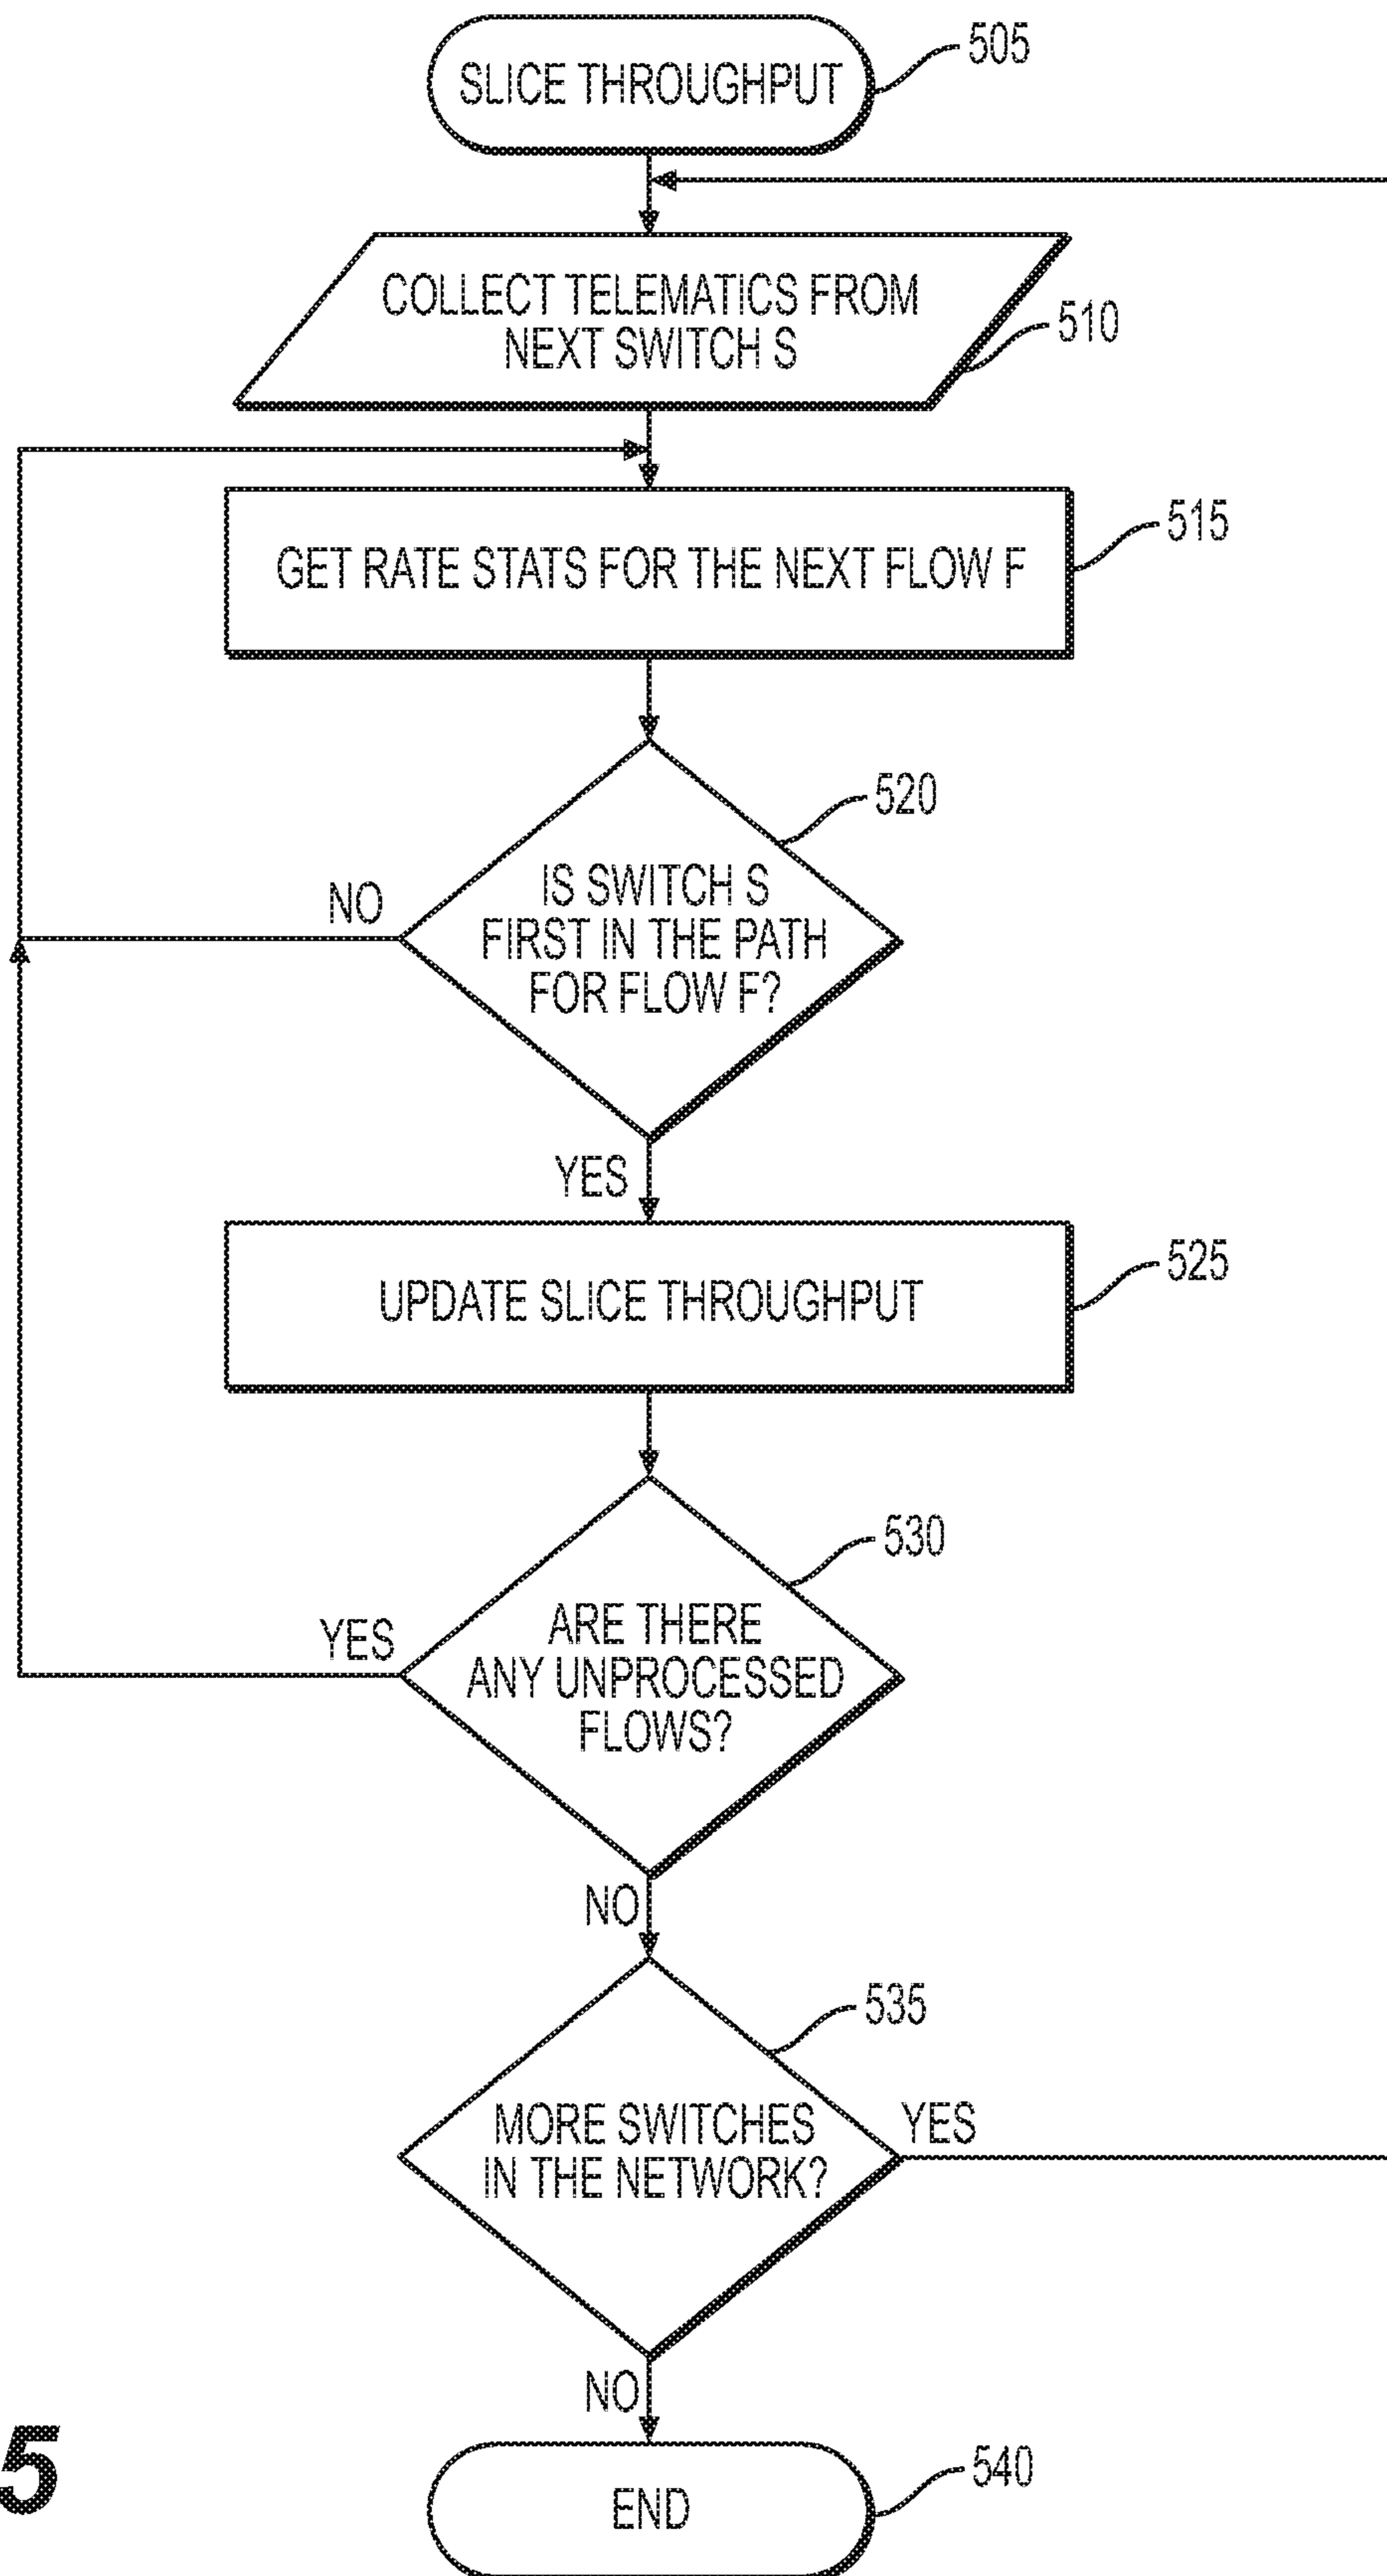 SLICE THROUGHPUT
505
COLLECT TELEMATICS FROM
NEXT SWITCH S
510
GET RATE STATS FOR THE NEXT FLOW F
515
520
IS SWITCH S
FIRST IN THE PATH
FOR FLOW F?
NO
YES
UPDATE SLICE THROUGHPUT
525
530
ARE THERE
ANY UNPROCESSED
FLOWS?
YES
NO
535
MORE SWITCHES
IN THE NETWORK?
YES
NO
END
540
5